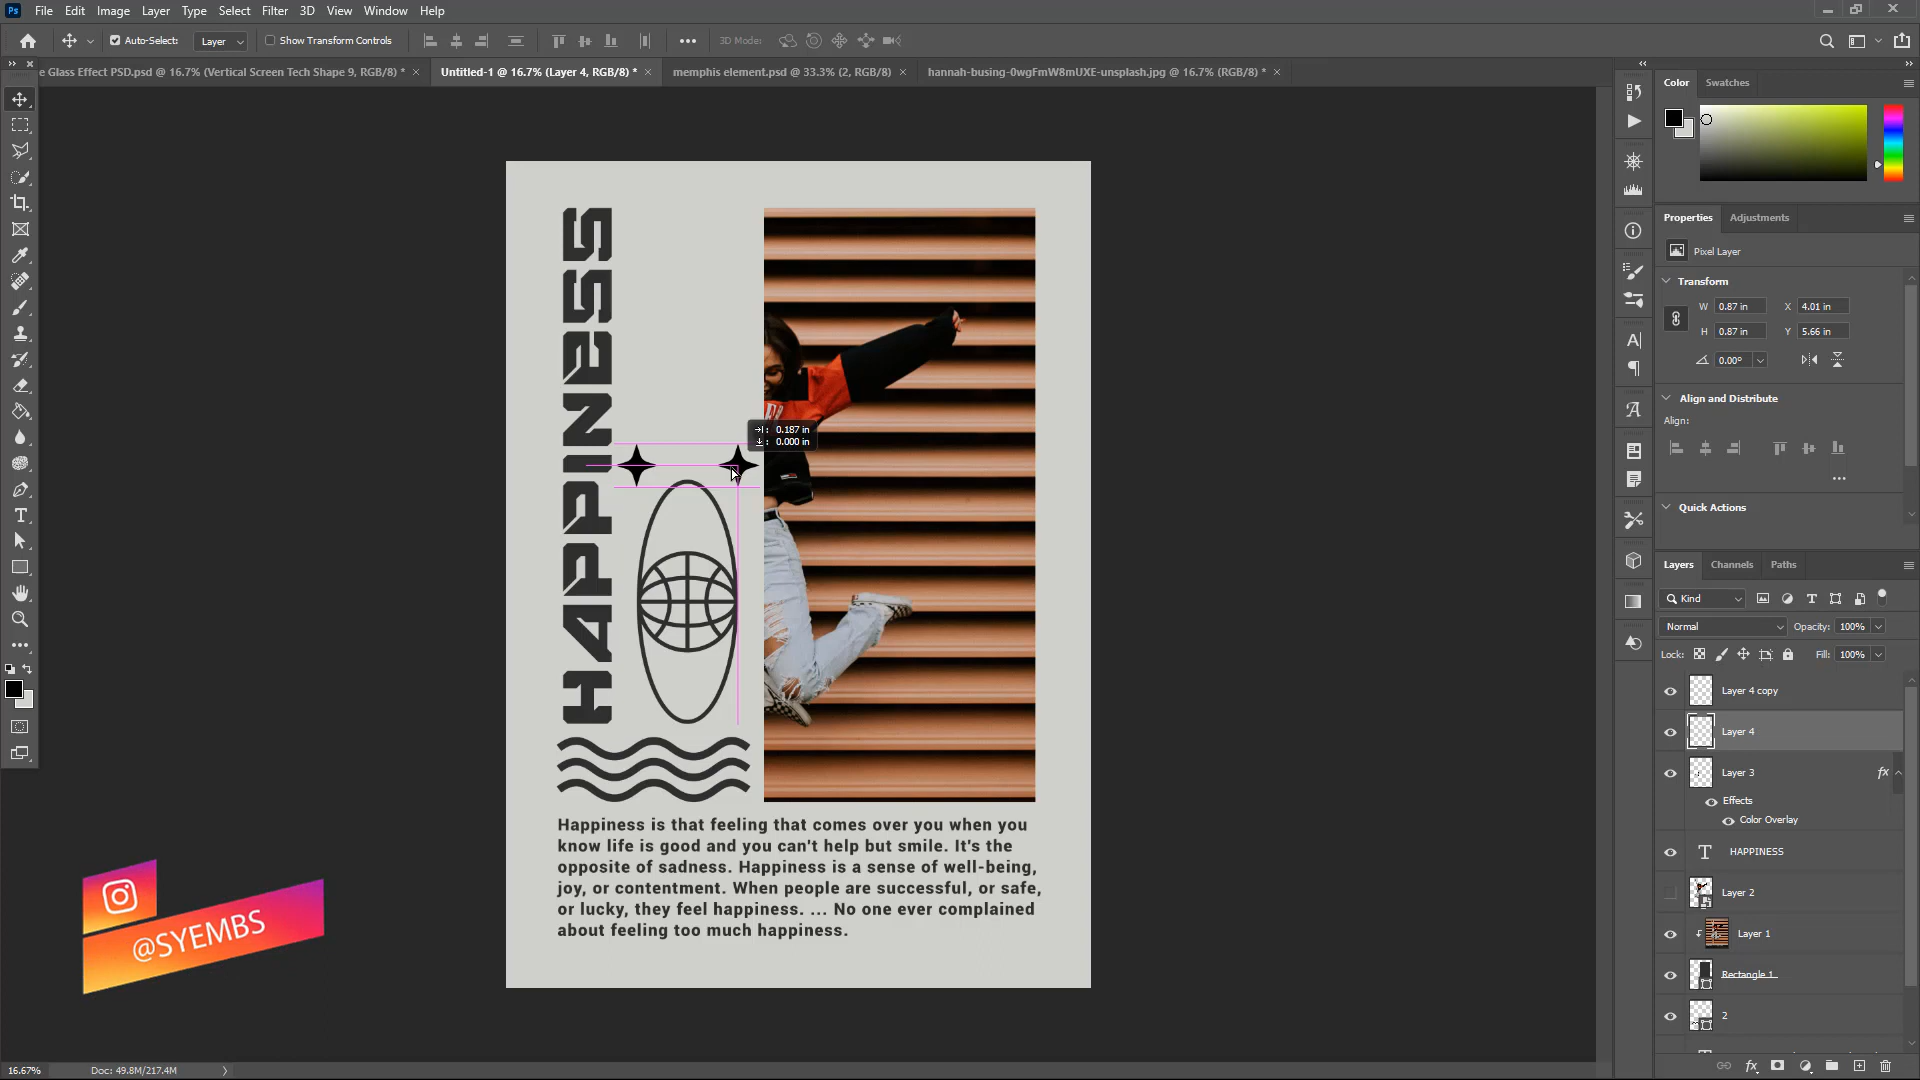 Ps File Edit Image Layer Type Select Filter 3D View Window Help
Auto-Select: Layer Show Transform Controls 3D Mode:
e Glass Effect PSD.psd @ 16.7% (Vertical Screen Tech Shape 9, RGB/8) * × Untitled-1 @ 16.7% (Layer 4, RGB/8) * × memphis element.psd @ 33.3% (2, RGB/8) × hannah-busing-0wgFmW8mUXE-unsplash.jpg @ 16.7% (RGB/8) * ×
Color Swatches
Properties Adjustments
Pixel Layer
Transform
W 0.87 in X 4.01 in
H 0.87 in Y 5.66 in
0.00°
Align and Distribute
Align:
Quick Actions
Layers Channels Paths
Kind
Normal Opacity: 100%
Lock: Fill: 100%
Layer 4 copy
Layer 4
Layer 3 fx
Effects
Color Overlay
HAPPINESS
Layer 2
Layer 1
Rectangle 1
2
HAPPINESS
0.187 in
0.000 in
Happiness is that feeling that comes over you when you
know life is good and you can't help but smile. It's the
opposite of sadness. Happiness is a sense of well-being,
joy, or contentment. When people are successful, or safe,
or lucky, they feel happiness. ... No one ever complained
about feeling too much happiness.
@SYEMBS
16.67% Doc: 49.8M/217.4M